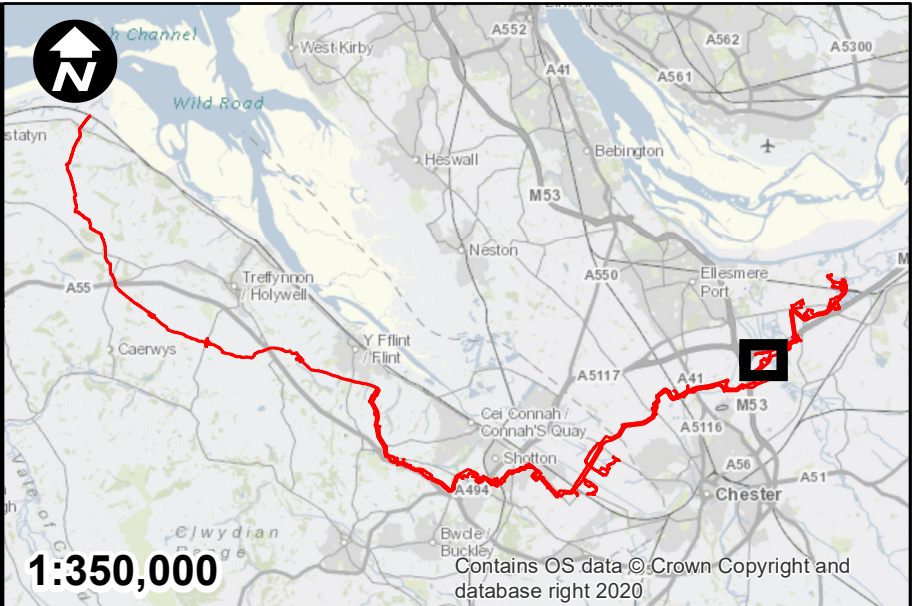 N
h Channel
West Kirby
A552
A41
A562
A5300
A561
Wild Road
statyn
Heswall
Bebington
M53
Neston
A55
Treffynnon
/ Holywell
A550
Ellesmere
Port
M
Caerwys
Y Fflint
/ Flint
A5117
A41
M53
Cei Connah /
Connah'S Quay
A5116
Shotton
A494
A56
A51
Chester
gh
Clwydian
Range
Bwcle /
Buckley
1:350,000
Contains OS data © Crown Copyright and
database right 2020